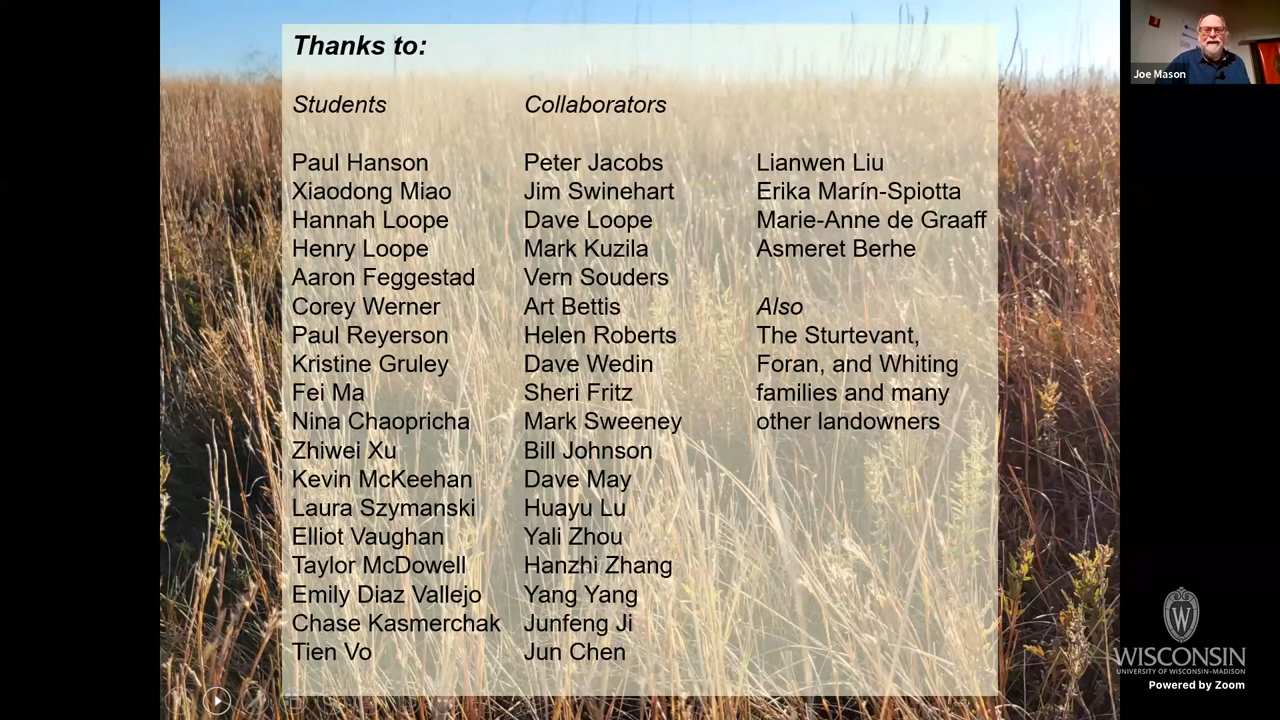 Thanks to:
Students
Paul Hanson
Xiaodong Miao
Hannah Loope
Henry Loope
Aaron Feggestad
Corey Werner
Paul Reyerson
Kristine Gruley
Fei Ma
Nina Chaopricha
Zhiwei Xu
Kevin McKeehan
Laura Szymanski
Elliot Vaughan
Taylor McDowell
Emily Diaz Vallejo
Chase Kasmerchak
Tien Vo
Collaborators
Peter Jacobs
Jim Swinehart
Dave Loope
Mark Kuzila
Vern Souders
Art Bettis
Helen Roberts
Dave Wedin
Sheri Fritz
Mark Sweeney
Bill Johnson
Dave May
Huayu Lu
Yali Zhou
Hanzhi Zhang
Yang Yang
Junfeng Ji
Jun Chen
Lianwen Liu
Erika Marín-Spiotta
Marie-Anne de Graaff
Asmeret Berhe
Also
The Sturtevant,
Foran, and Whiting
families and many
other landowners
Joe Mason
W
WISCONSIN
UNIVERSITY OF WISCONSIN–MADISON
Powered by Zoom